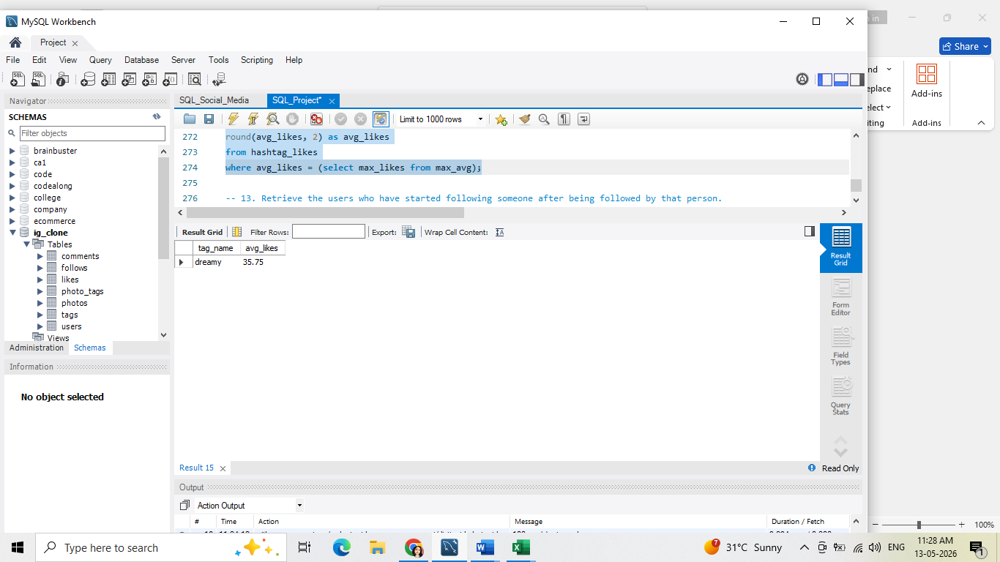 MySQL Workbench
in
Project
Share
File Edit View Query Database Server Tools Scripting Help
nd
eplace
elect
iting
Add-ins
Add-ins
Navigator
SCHEMAS
Filter objects
brainbuster
ca1
code
codealong
college
company
ecommerce
ig_clone
Tables
comments
follows
likes
photo_tags
photos
tags
users
Views
Administration Schemas
Information
No object selected
SQL_Social_Media SQL_Project*
Limit to 1000 rows
272 round(avg_likes, 2) as avg_likes
273 from hashtag_likes
274 where avg_likes = (select max_likes from max_avg);
275
276 -- 13. Retrieve the users who have started following someone after being followed by that person.
Result Grid Filter Rows: Export: Wrap Cell Content:
tag_name avg_likes
dreamy 35.75
Result Grid
Form Editor
Field Types
Query Stats
Result 15
Read Only
Output
Action Output
# Time Action Message Duration / Fetch
100%
Type here to search
7
31°C Sunny
ENG
11:28 AM
13-05-2026
1